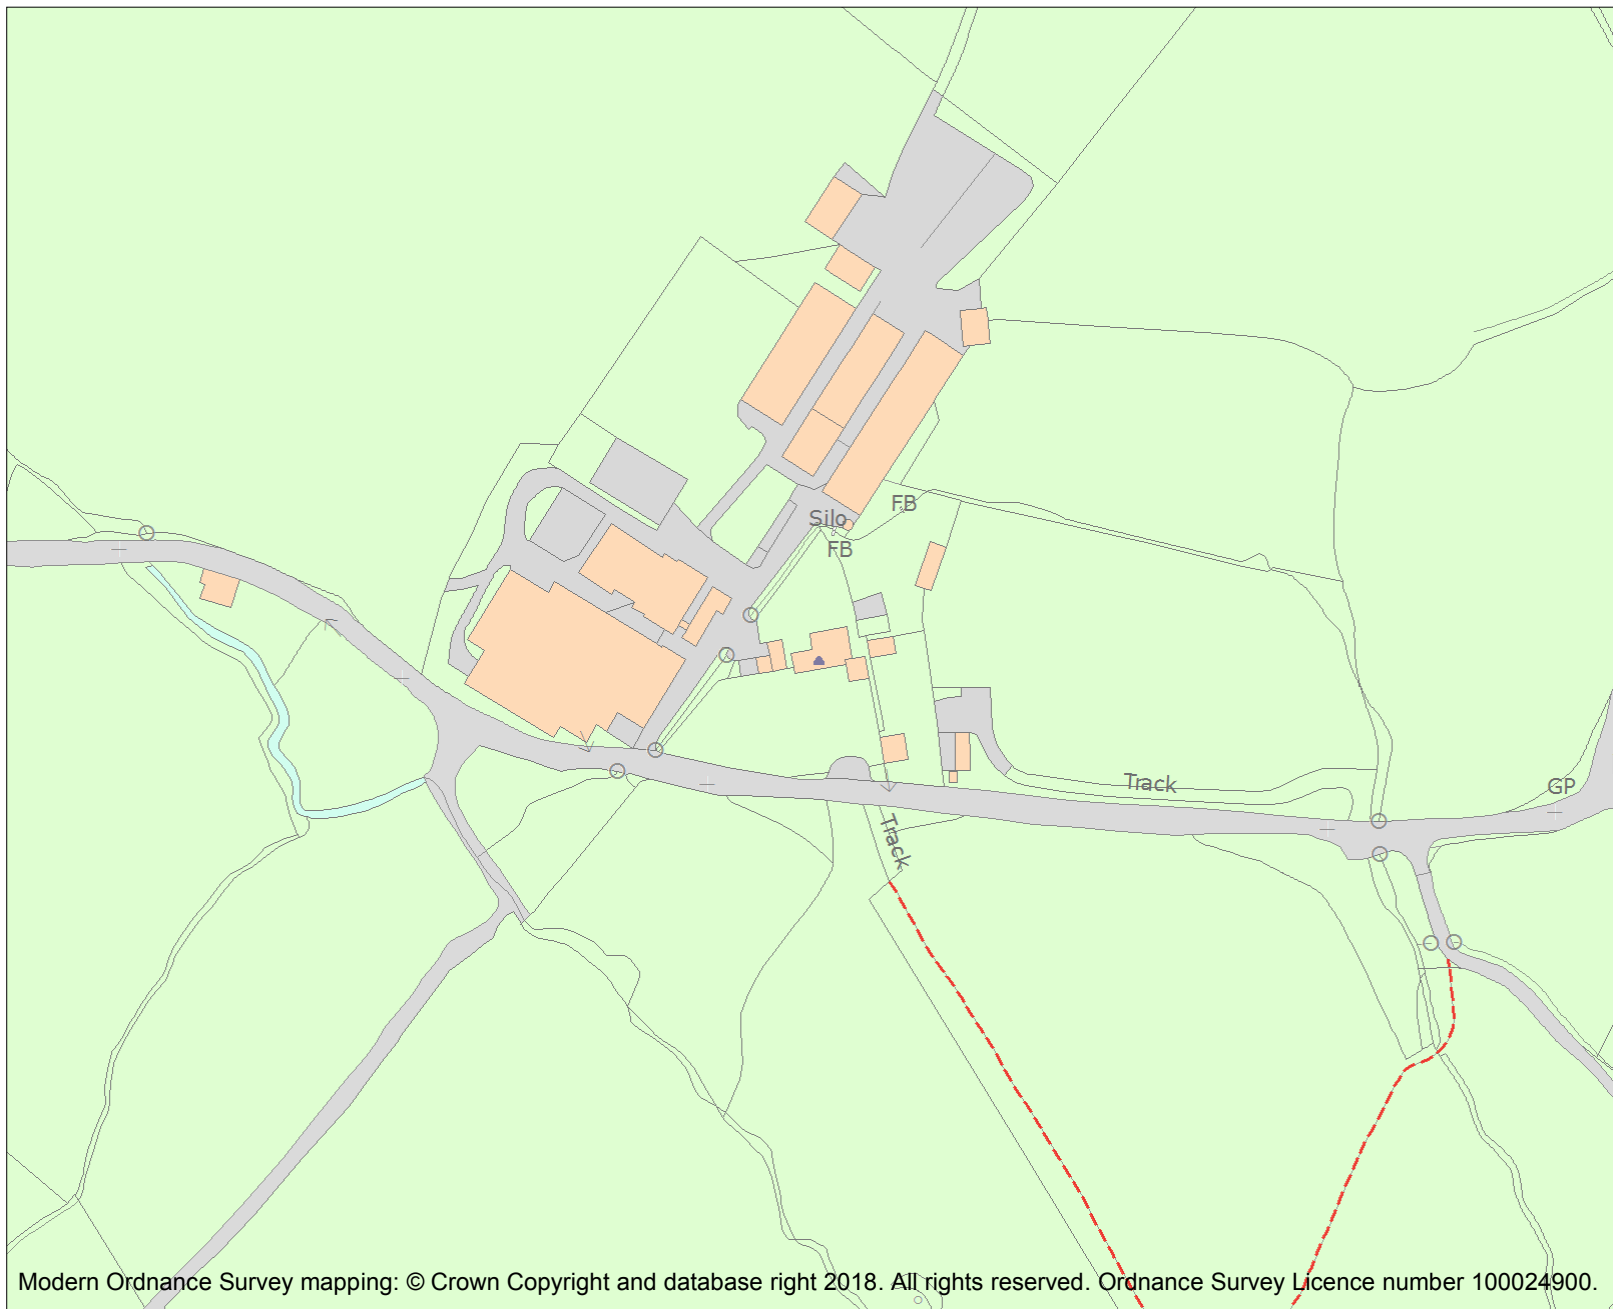 FB
Silo
FB
Track
GP
Track
Modern Ordnance Survey mapping: © Crown Copyright and database right 2018. All rights reserved. Ordnance Survey Licence number 100024900.